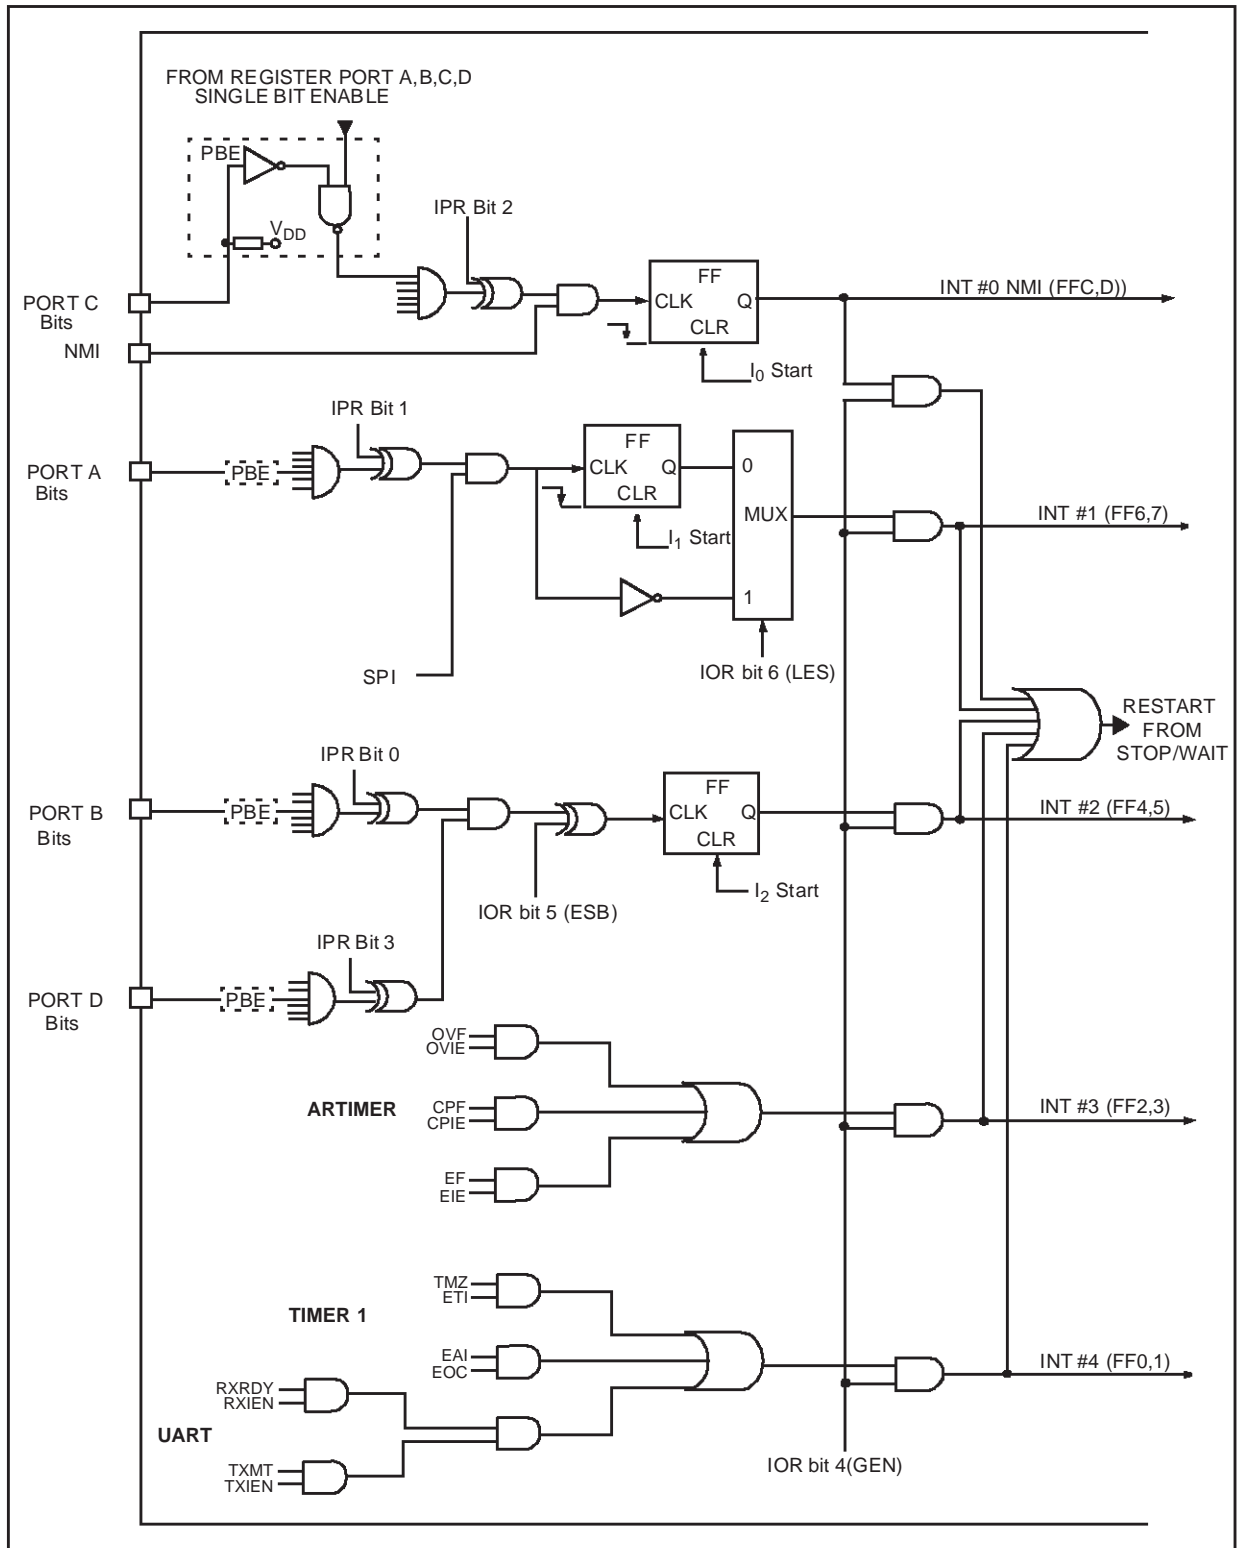 FROM REGISTER PORT A,B,C,D
SINGLE BIT ENABLE
PBE
VDD
IPR Bit 2
FF
CLK
Q
CLR
INT #0 NMI (FFC,D))
PORT C
Bits
NMI
I0 Start
IPR Bit 1
PORT A
Bits
PBE
FF
CLK
Q
CLR
0
MUX
INT #1 (FF6,7)
I1 Start
1
SPI
IOR bit 6 (LES)
RESTART
FROM
STOP/WAIT
IPR Bit 0
PORT B
Bits
PBE
FF
CLK
Q
CLR
INT #2 (FF4,5)
I2 Start
IOR bit 5 (ESB)
IPR Bit 3
PORT D
Bits
PBE
OVF
OVIE
ARTIMER
CPF
CPIE
INT #3 (FF2,3)
EF
EIE
TMZ
ETI
TIMER 1
EAI
EOC
INT #4 (FF0,1)
RXRDY
RXIEN
UART
TXMT
TXIEN
IOR bit 4(GEN)